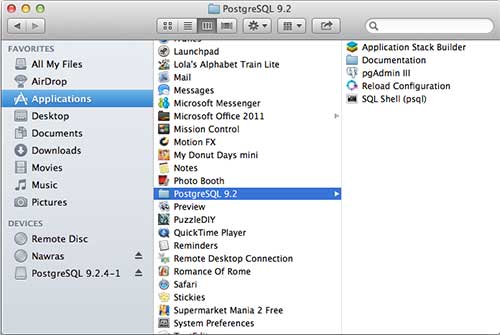 PostgreSQL 9.2
FAVORITES
All My Files
AirDrop
Applications
Desktop
Documents
Downloads
Movies
Music
Pictures
DEVICES
Remote Disc
Nawras
PostgreSQL 9.2.4-1
iTunes
Launchpad
Lola's Alphabet Train Lite
Mail
Messages
Microsoft Messenger
Microsoft Office 2011
Mission Control
Motion FX
My Donut Days mini
Notes
Photo Booth
PostgreSQL 9.2
Preview
PuzzleDIY
QuickTime Player
Reminders
Remote Desktop Connection
Romance Of Rome
Safari
Stickies
Supermarket Mania 2 Free
System Preferences
TextEdit
Application Stack Builder
Documentation
pgAdmin III
Reload Configuration
SQL Shell (psql)